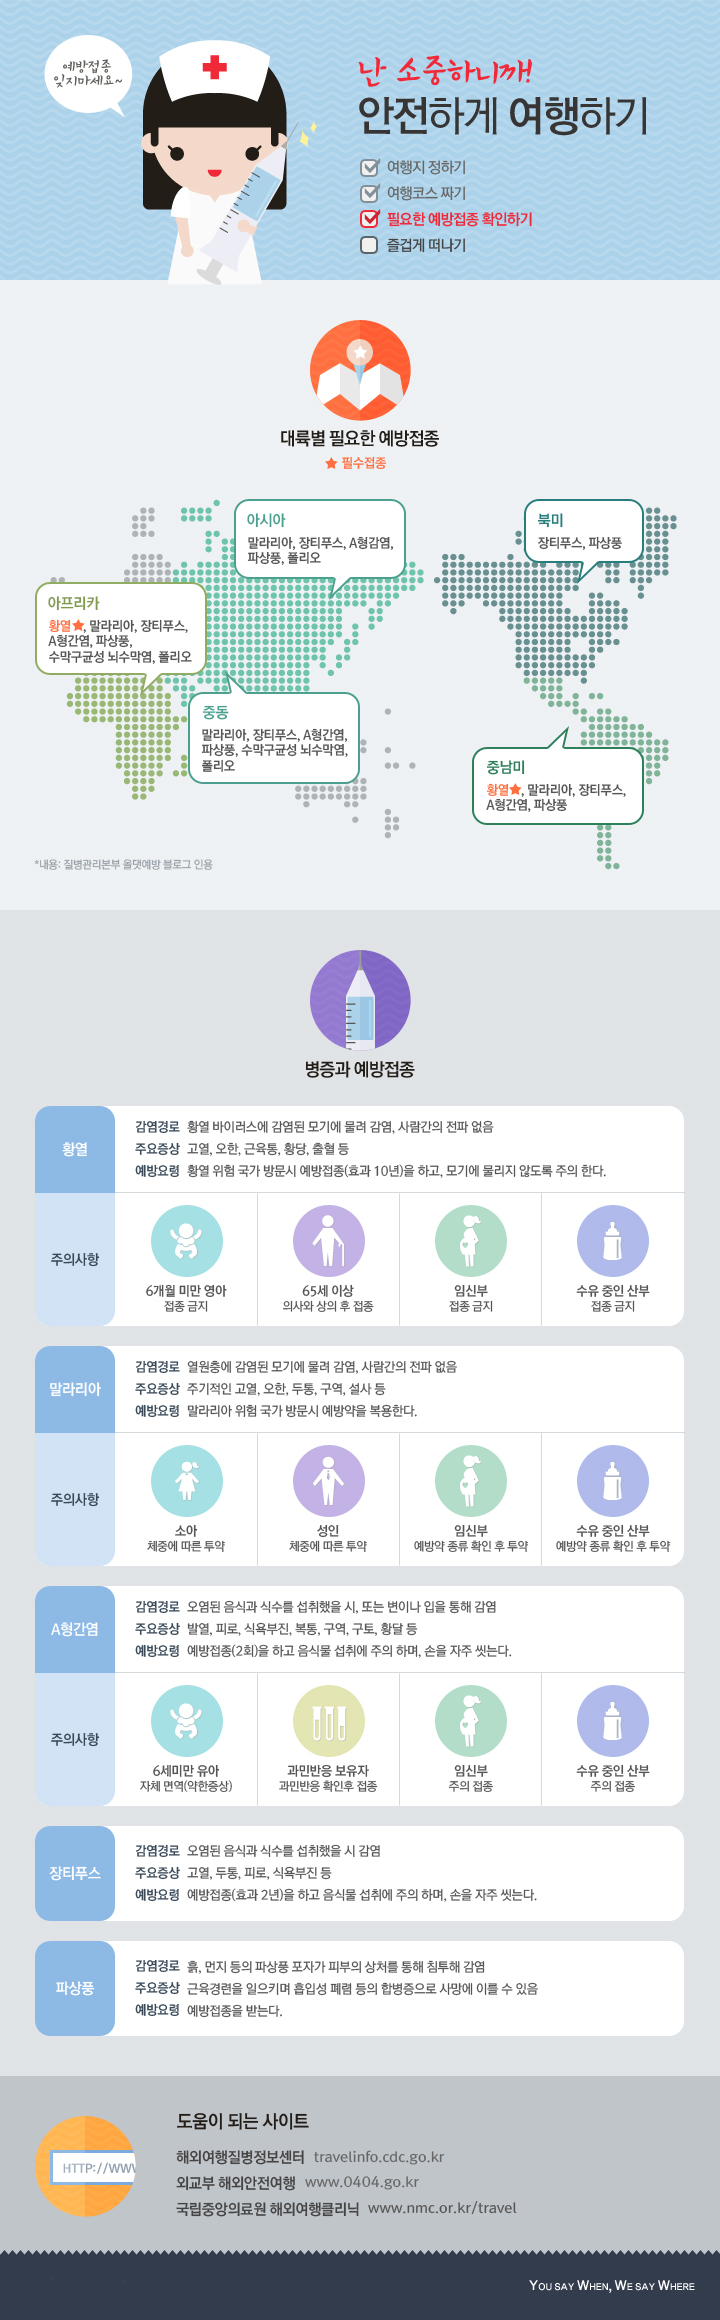 예방접종
잊지마세요~
난 소중하니까!
안전하게 여행하기
여행지 정하기
여행코스 짜기
필요한 예방접종 확인하기
즐겁게 떠나기
대륙별 필요한 예방접종
★ 필수접종
아시아
말라리아, 장티푸스, A형감염,
파상풍, 폴리오
북미
장티푸스, 파상풍
아프리카
황열★, 말라리아, 장티푸스,
A형간염, 파상풍,
수막구균성 뇌수막염, 폴리오
중동
말라리아, 장티푸스, A형간염,
파상풍, 수막구균성 뇌수막염,
폴리오
중남미
황열★, 말라리아, 장티푸스,
A형간염, 파상풍
*내용: 질병관리본부 올댓예방 블로그 인용
병증과 예방접종
황열
감염경로 황열 바이러스에 감염된 모기에 물려 감염, 사람간의 전파 없음
주요증상 고열, 오한, 근육통, 황당, 출혈 등
예방요령 황열 위험 국가 방문시 예방접종(효과 10년)을 하고, 모기에 물리지 않도록 주의 한다.
주의사항
6개월 미만 영아
접종 금지
65세 이상
의사와 상의 후 접종
임신부
접종 금지
수유 중인 산부
접종 금지
말라리아
감염경로 열원충에 감염된 모기에 물려 감염, 사람간의 전파 없음
주요증상 주기적인 고열, 오한, 두통, 구역, 설사 등
예방요령 말라리아 위험 국가 방문시 예방약을 복용한다.
주의사항
소아
체중에 따른 투약
성인
체중에 따른 투약
임신부
예방약 종류 확인 후 투약
수유 중인 산부
예방약 종류 확인 후 투약
A형간염
감염경로 오염된 음식과 식수를 섭취했을 시, 또는 변이나 입을 통해 감염
주요증상 발열, 피로, 식욕부진, 복통, 구역, 구토, 황달 등
예방요령 예방접종(2회)을 하고 음식물 섭취에 주의 하며, 손을 자주 씻는다.
주의사항
6세미만 유아
자체 면역(약한증상)
과민반응 보유자
과민반응 확인후 접종
임신부
주의 접종
수유 중인 산부
주의 접종
장티푸스
감염경로 오염된 음식과 식수를 섭취했을 시 감염
주요증상 고열, 두통, 피로, 식욕부진 등
예방요령 예방접종(효과 2년)을 하고 음식물 섭취에 주의 하며, 손을 자주 씻는다.
파상풍
감염경로 흙, 먼지 등의 파상풍 포자가 피부의 상처를 통해 침투해 감염
주요증상 근육경련을 일으키며 흡입성 폐렴 등의 합병증으로 사망에 이를 수 있음
예방요령 예방접종을 받는다.
도움이 되는 사이트
HTTP://WWW
해외여행질병정보센터 travelinfo.cdc.go.kr
외교부 해외안전여행 www.0404.go.kr
국립중앙의료원 해외여행클리닉 www.nmc.or.kr/travel
YOU SAY WHEN, WE SAY WHERE